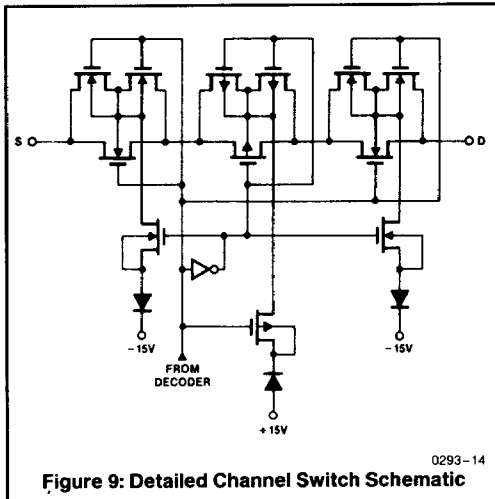 S
D
-15V
FROM
DECODER
+15V
-15V
0293-14
Figure 9: Detailed Channel Switch Schematic